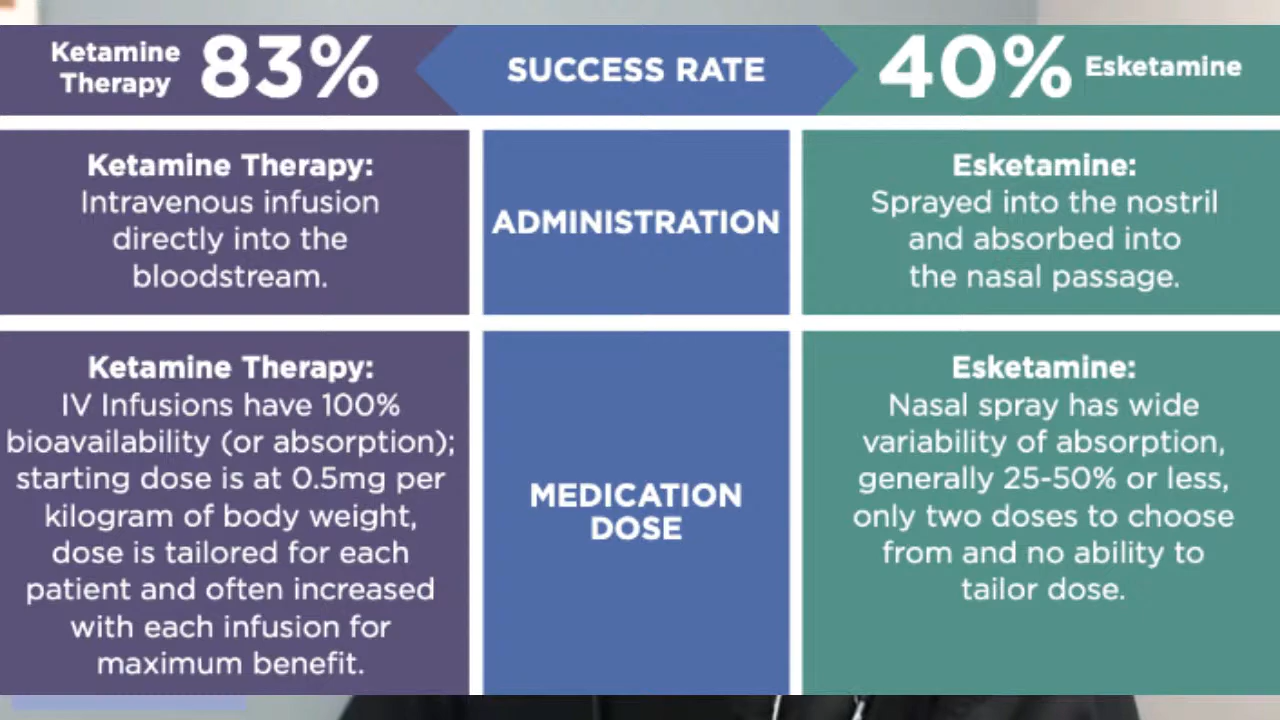 Ketamine
Therapy
83%
SUCCESS RATE
40%
Esketamine
Ketamine Therapy:
Intravenous infusion
directly into the
bloodstream.
ADMINISTRATION
Esketamine:
Sprayed into the nostril
and absorbed into
the nasal passage.
Ketamine Therapy:
IV Infusions have 100%
bioavailability (or absorption);
starting dose is at 0.5mg per
kilogram of body weight,
dose is tailored for each
patient and often increased
with each infusion for
maximum benefit.
MEDICATION
DOSE
Esketamine:
Nasal spray has wide
variability of absorption,
generally 25-50% or less,
only two doses to choose
from and no ability to
tailor dose.